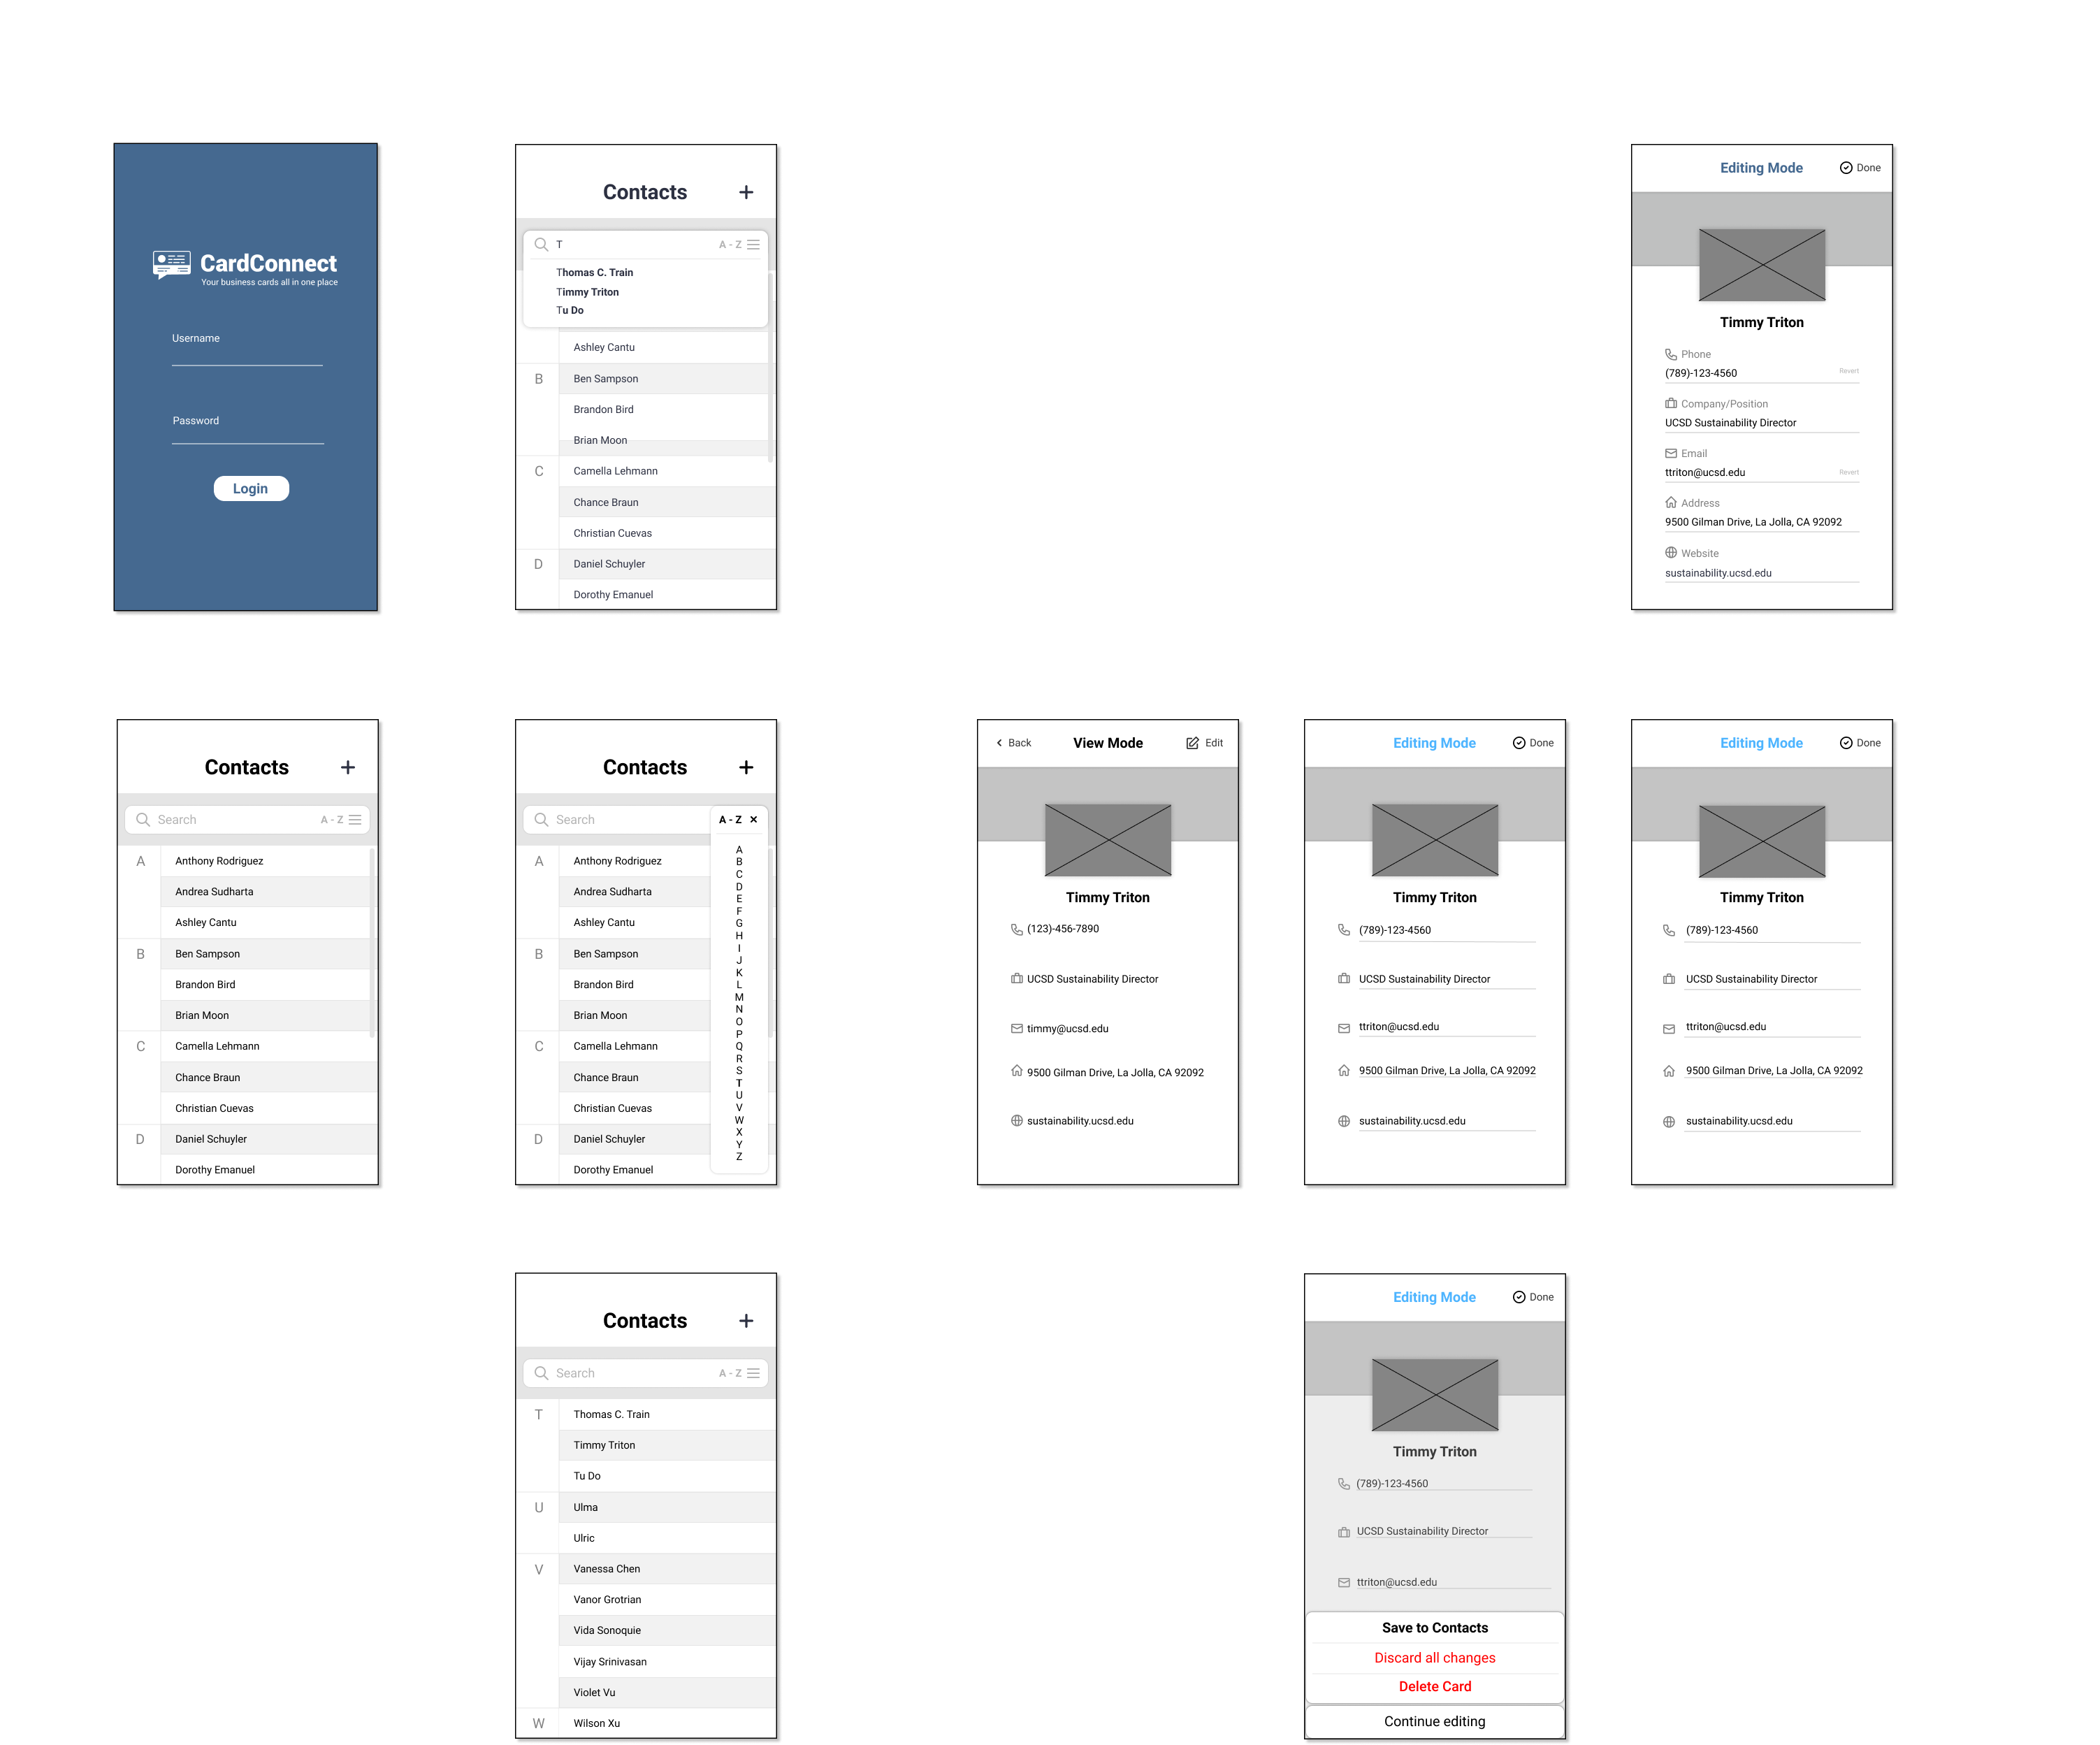 CardConnect
Your business cards all in one place
Username
Password
Login
Contacts
T A - Z
Thomas C. Train
Timmy Triton
Tu Do
Ashley Cantu
B Ben Sampson
Brandon Bird
Brian Moon
C Camella Lehmann
Chance Braun
Christian Cuevas
D Daniel Schuyler
Dorothy Emanuel
Editing Mode Done
Timmy Triton
Phone
(789)-123-4560 Revert
Company/Position
UCSD Sustainability Director
Email
ttriton@ucsd.edu Revert
Address
9500 Gilman Drive, La Jolla, CA 92092
Website
sustainability.ucsd.edu
Contacts
Search A - Z
A Anthony Rodriguez
Andrea Sudharta
Ashley Cantu
B Ben Sampson
Brandon Bird
Brian Moon
C Camella Lehmann
Chance Braun
Christian Cuevas
D Daniel Schuyler
Dorothy Emanuel
Contacts
Search
A Anthony Rodriguez
Andrea Sudharta
Ashley Cantu
B Ben Sampson
Brandon Bird
Brian Moon
C Camella Lehmann
Chance Braun
Christian Cuevas
D Daniel Schuyler
Dorothy Emanuel
A - Z
A
B
C
D
E
F
G
H
I
J
K
L
M
N
O
P
Q
R
S
T
U
V
W
X
Y
Z
Back View Mode Edit
Timmy Triton
(123)-456-7890
UCSD Sustainability Director
timmy@ucsd.edu
9500 Gilman Drive, La Jolla, CA 92092
sustainability.ucsd.edu
Editing Mode Done
Timmy Triton
(789)-123-4560
UCSD Sustainability Director
ttriton@ucsd.edu
9500 Gilman Drive, La Jolla, CA 92092
sustainability.ucsd.edu
Editing Mode Done
Timmy Triton
(789)-123-4560
UCSD Sustainability Director
ttriton@ucsd.edu
9500 Gilman Drive, La Jolla, CA 92092
sustainability.ucsd.edu
Contacts
Search A - Z
T Thomas C. Train
Timmy Triton
Tu Do
U Ulma
Ulric
V Vanessa Chen
Vanor Grotrian
Vida Sonoquie
Vijay Srinivasan
Violet Vu
W Wilson Xu
Editing Mode Done
Timmy Triton
(789)-123-4560
UCSD Sustainability Director
ttriton@ucsd.edu
Save to Contacts
Discard all changes
Delete Card
Continue editing